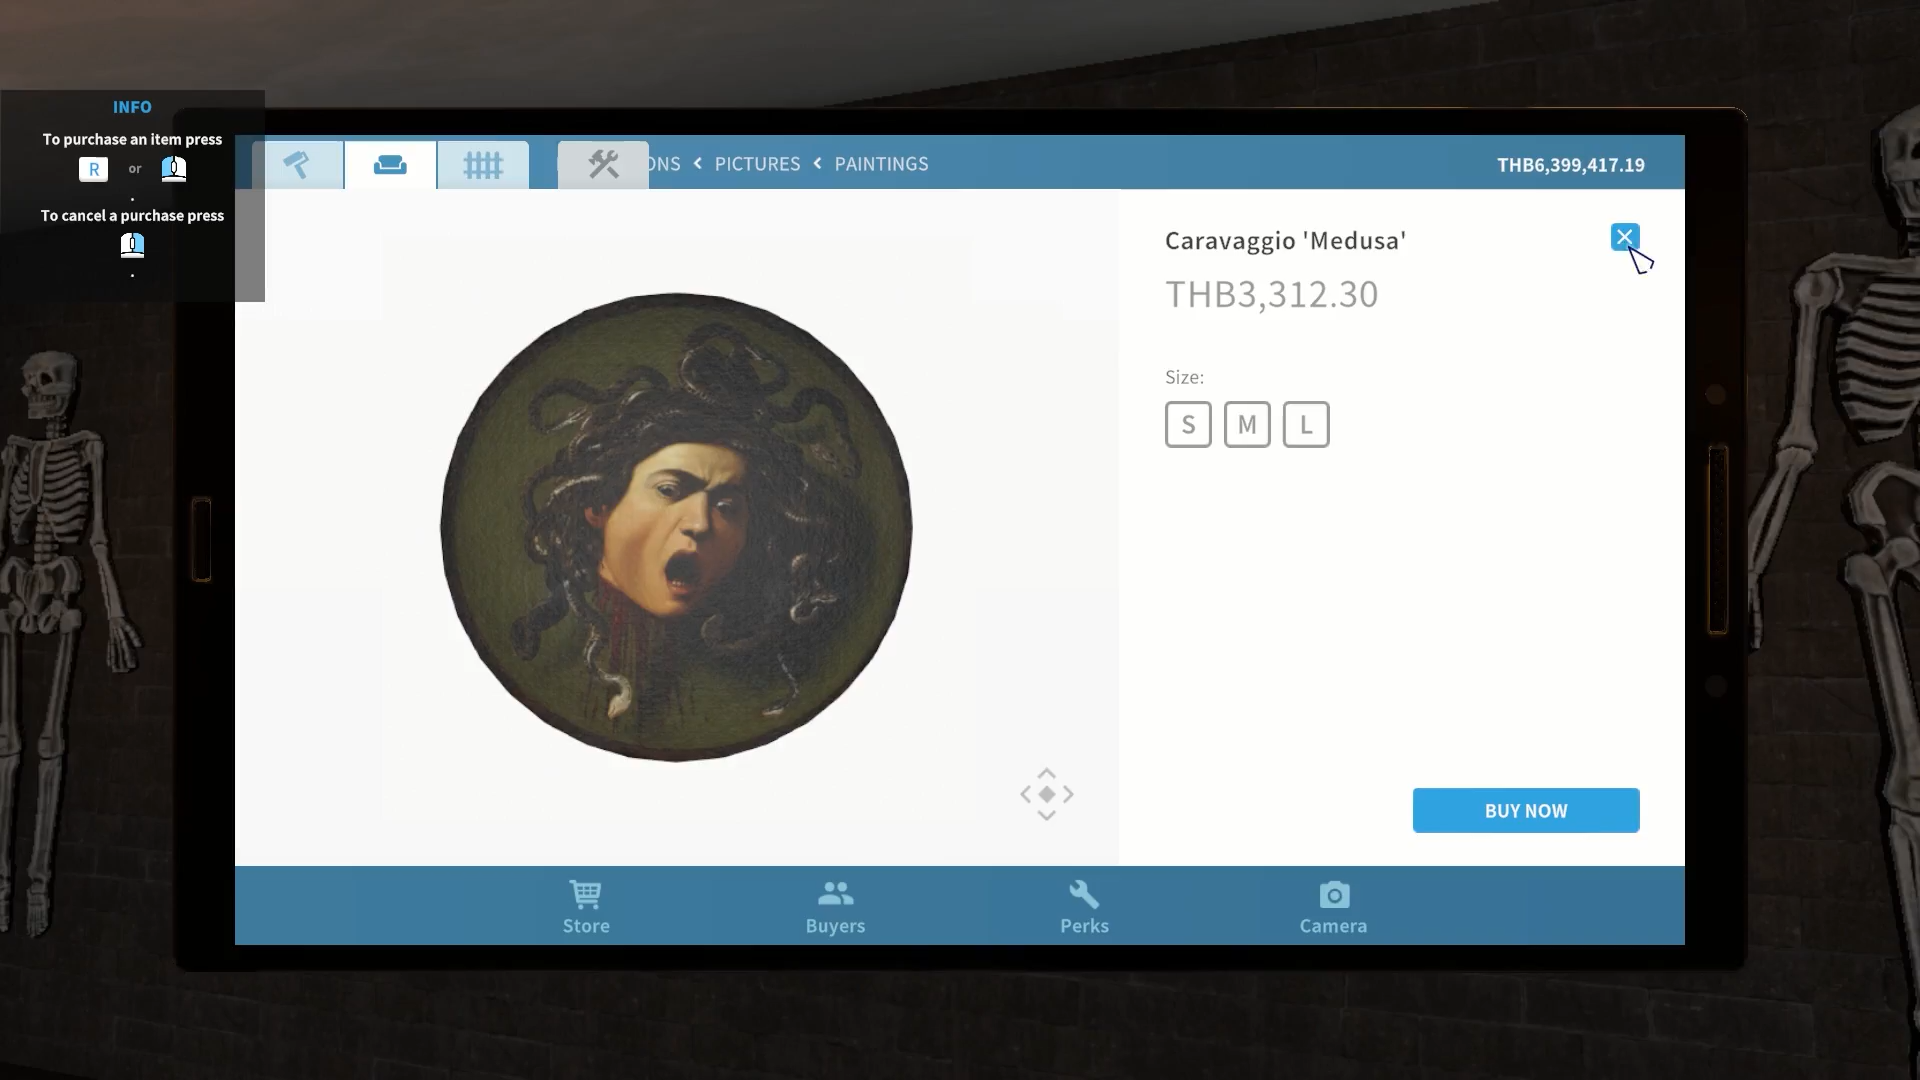 INFO
To purchase an item press
R or
.
To cancel a purchase press
.
ONS < PICTURES < PAINTINGS
THB6,399,417.19
Caravaggio 'Medusa'
THB3,312.30
Size:
S M L
BUY NOW
Store
Buyers
Perks
Camera